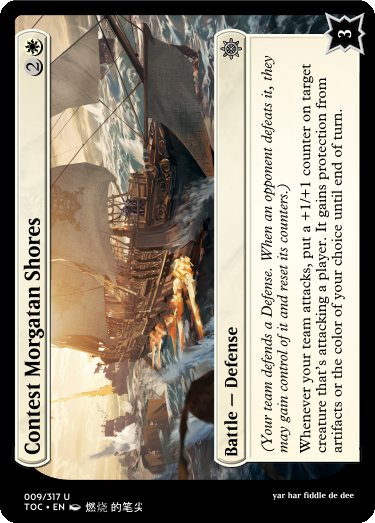 Contest Morgatan Shores
2
Battle — Defense
(Your team defends a Defense. When an opponent defeats it, they
may gain control of it and reset its counters.)
Whenever your team attacks, put a +1/+1 counter on target
creature that's attacking a player. It gains protection from
artifacts or the color of your choice until end of turn.
3
009/317 U
TOC • EN 燃烧 的笔尖
yar har fiddle de dee